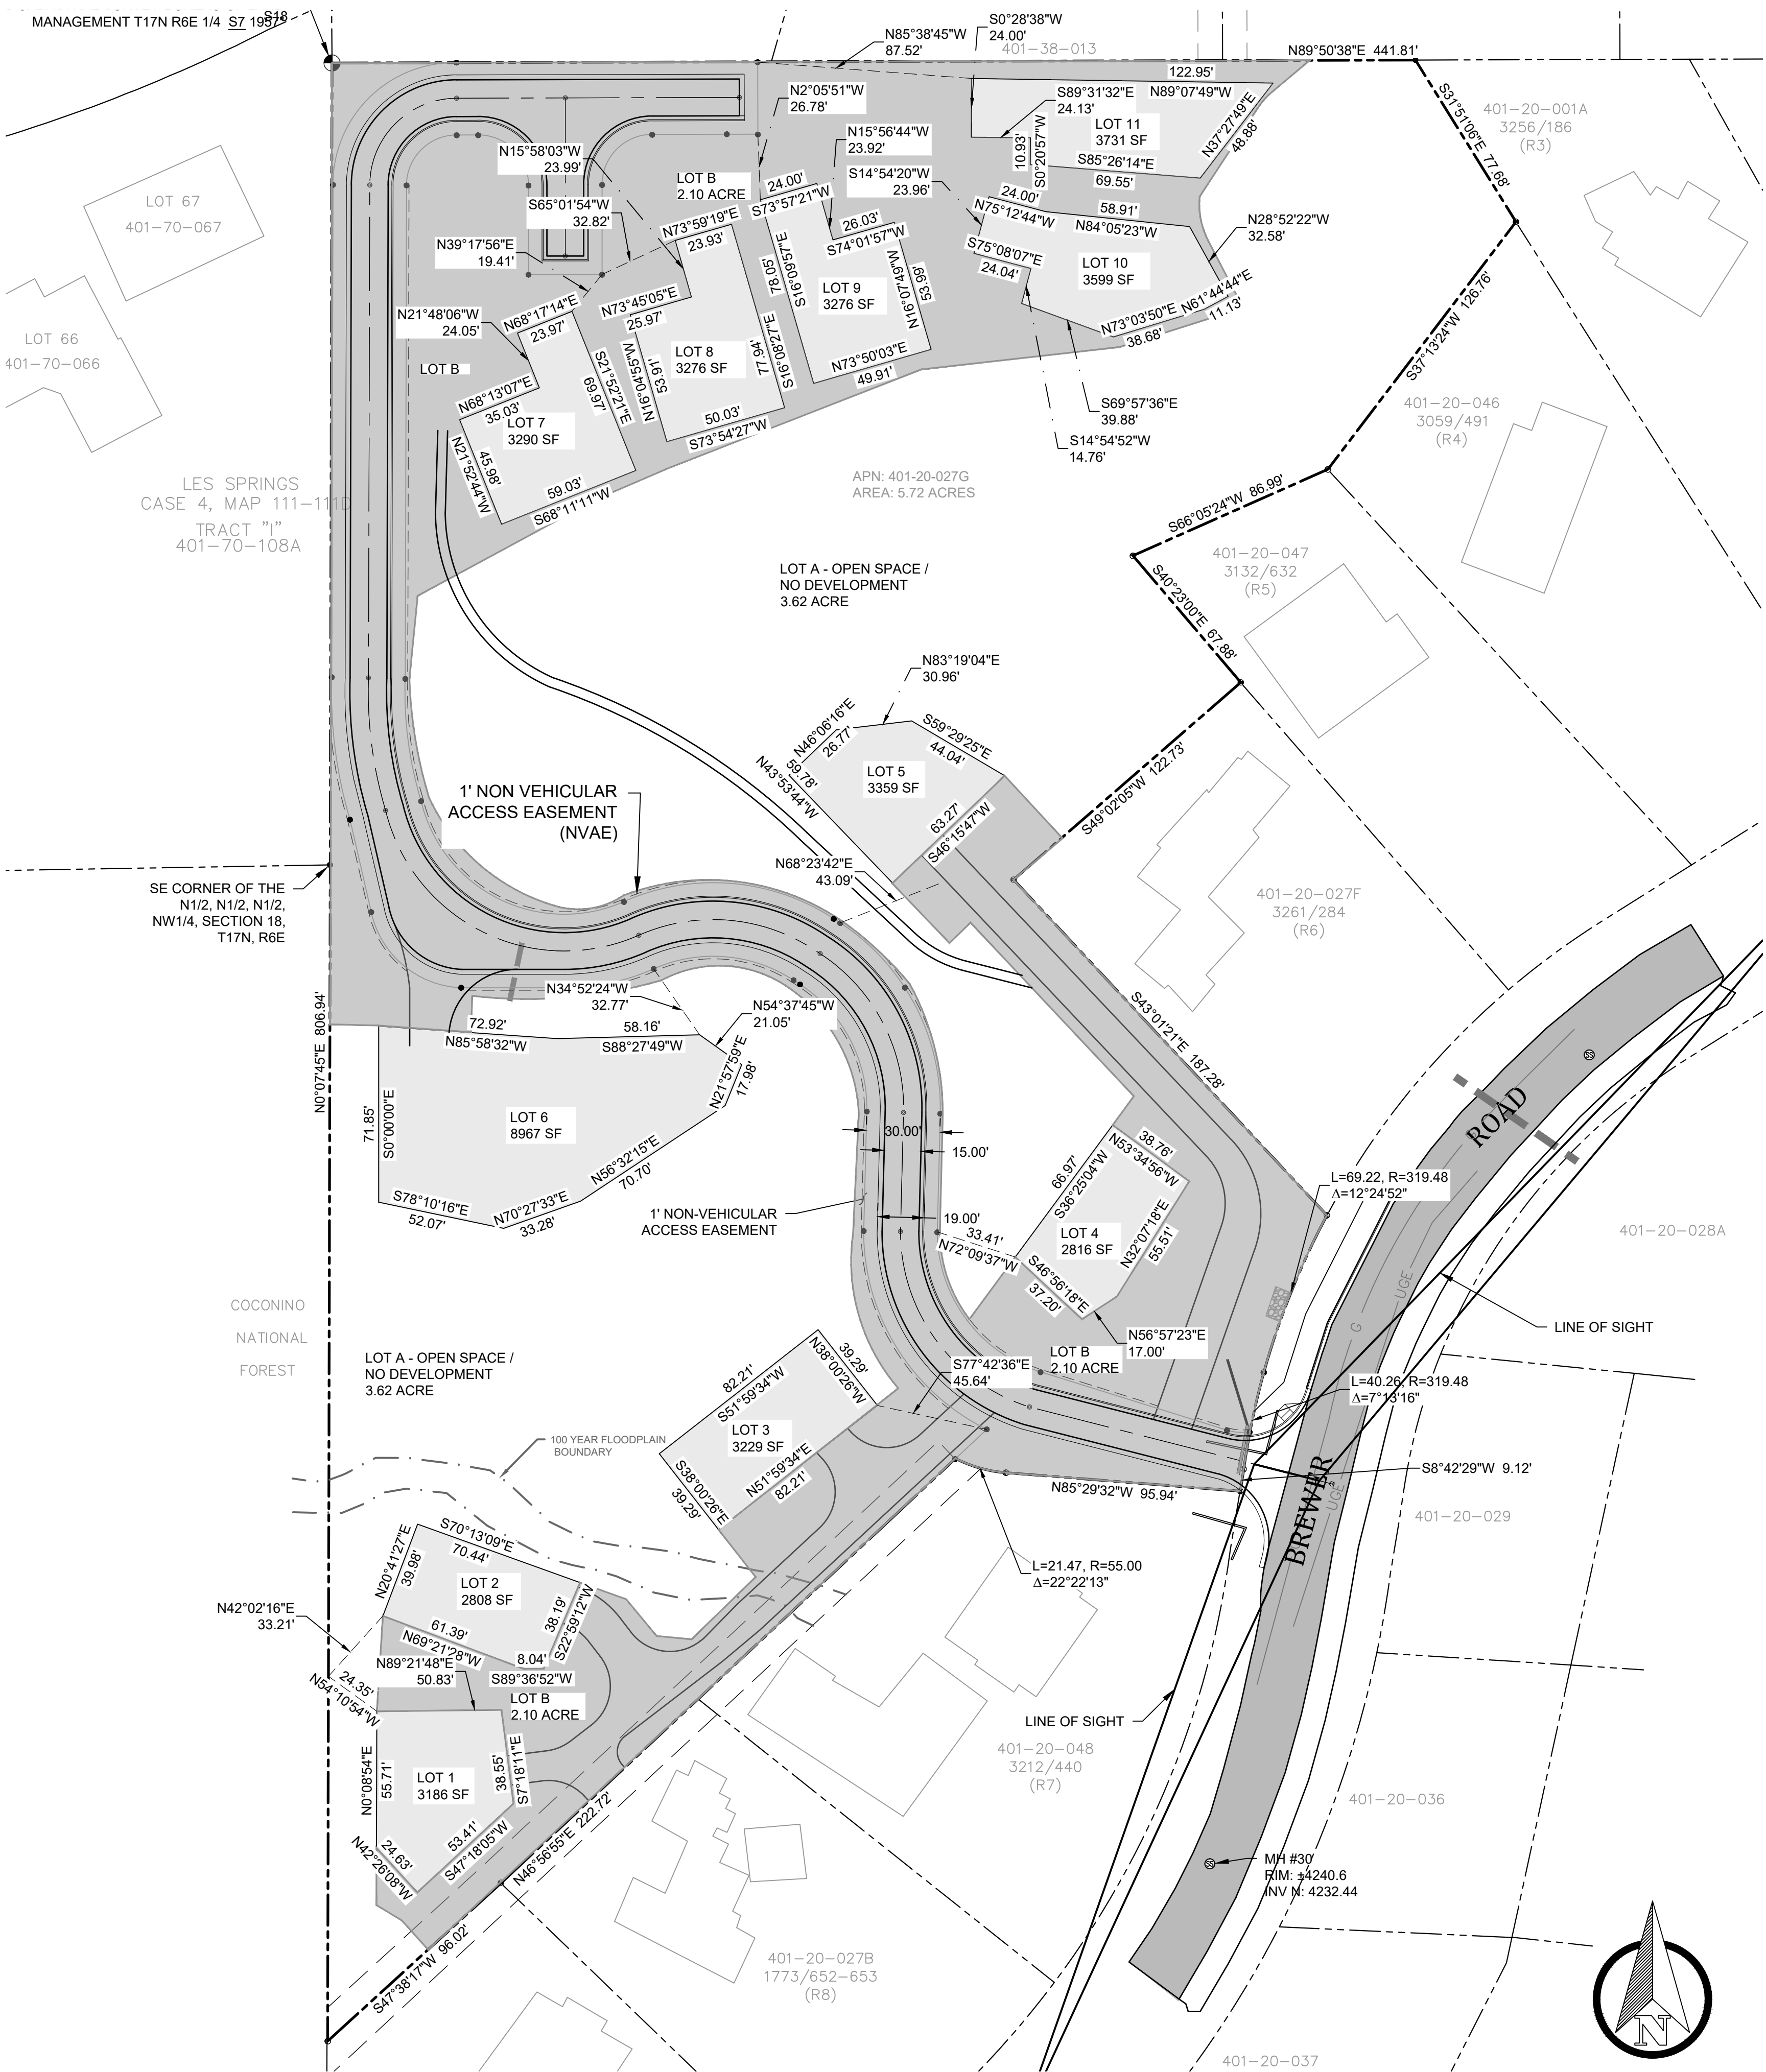 MANAGEMENT T17N R6E 1/4 S7 1957
S18
N85°38'45"W
87.52'
S0°28'38"W
24.00'
401-38-013
N89°50'38"E 441.81'
122.95'
N89°07'49"W
S89°31'32"E
24.13'
LOT 11
3731 SF
N37°27'49"E
48.88'
10.93'
S0°20'57"W
S85°26'14"E
69.55'
S31°51'06"E 77.68'
401-20-001A
3256/186
(R3)
N2°05'51"W
26.78'
N15°56'44"W
23.92'
N15°58'03"W
23.99'
S14°54'20"W
23.96'
LOT B
2.10 ACRE
24.00'
S73°57'21"W
S65°01'54"W
32.82'
N73°59'19"E
23.93'
26.03'
S74°01'57"W
24.00'
N75°12'44"W
58.91'
N84°05'23"W
N28°52'22"W
32.58'
LOT 67
401-70-067
N39°17'56"E
19.41'
S75°08'07"E
24.04'
LOT 10
3599 SF
78.05'
S16°09'57"E
LOT 9
3276 SF
N16°07'49"W
53.99'
N61°44'44"E
11.13'
N73°03'50"E
38.68'
S37°13'24"W 126.76'
N21°48'06"W
24.05'
N68°17'14"E
23.97'
N73°45'05"E
25.97'
LOT 66
401-70-066
LOT B
LOT 8
3276 SF
N16°04'55"W
53.91'
77.94'
S16°08'27"E
N73°50'03"E
49.91'
S21°52'21"E
69.97'
N68°13'07"E
35.03'
LOT 7
3290 SF
50.03'
S73°54'27"W
S69°57'36"E
39.88'
S14°54'52"W
14.76'
401-20-046
3059/491
(R4)
N21°52'44"W
45.98'
59.03'
S68°11'11"W
LES SPRINGS
CASE 4, MAP 111-111D
TRACT "I"
401-70-108A
APN: 401-20-027G
AREA: 5.72 ACRES
S66°05'24"W 86.99'
401-20-047
3132/632
(R5)
LOT A - OPEN SPACE /
NO DEVELOPMENT
3.62 ACRE
S40°23'00"E 67.88'
N83°19'04"E
30.96'
N46°06'16"E
26.77'
S59°29'25"E
44.04'
LOT 5
3359 SF
59.78'
N43°53'44"W
63.27'
S46°15'47"W
S49°02'05"W 122.73'
1' NON VEHICULAR
ACCESS EASEMENT
(NVAE)
N68°23'42"E
43.09'
SE CORNER OF THE
N1/2, N1/2, N1/2,
NW1/4, SECTION 18,
T17N, R6E
401-20-027F
3261/284
(R6)
N0°07'45"E 806.94'
N34°52'24"W
32.77'
N54°37'45"W
21.05'
72.92'
N85°58'32"W
58.16'
S88°27'49"W
S43°01'21"E 187.28'
N21°57'59"E
17.98'
71.85'
S0°00'00"E
LOT 6
8967 SF
30.00'
15.00'
ROAD
N56°32'15"E
70.70'
38.76'
N53°34'56"W
66.97'
S36°25'04"W
L=69.22, R=319.48
Δ=12°24'52"
S78°10'16"E
52.07'
N70°27'33"E
33.28'
1' NON-VEHICULAR
ACCESS EASEMENT
19.00'
33.41'
N72°09'37"W
LOT 4
2816 SF
N32°07'18"E
55.51'
401-20-028A
S46°56'18"E
37.20'
UGE
G
COCONINO
NATIONAL
FOREST
LINE OF SIGHT
N56°57'23"E
17.00'
LOT B
2.10 ACRE
LOT A - OPEN SPACE /
NO DEVELOPMENT
3.62 ACRE
S77°42'36"E
45.64'
82.21'
S51°59'34"W
39.29'
N38°00'26"W
L=40.26, R=319.48
Δ=7°13'16"
LOT 3
3229 SF
100 YEAR FLOODPLAIN
BOUNDARY
S38°00'26"E
39.29'
N51°59'34"E
82.21'
S8°42'29"W 9.12'
N85°29'32"W 95.94'
UGE
BREWER
401-20-029
S70°13'09"E
70.44'
N20°41'27"E
39.98'
LOT 2
2808 SF
L=21.47, R=55.00
Δ=22°22'13"
N42°02'16"E
33.21'
61.39'
N69°21'28"W
38.19'
S22°59'12"W
N89°21'48"E
50.83'
8.04'
S89°36'52"W
24.35'
N54°10'54"W
LOT B
2.10 ACRE
LINE OF SIGHT
401-20-048
3212/440
(R7)
N0°08'54"E
55.71'
LOT 1
3186 SF
38.55'
S7°18'11"E
401-20-036
53.41'
S47°18'05"W
24.63'
N42°26'08"W
N46°56'55"E 222.72'
MH #30
RIM: ±4240.6
INV N: 4232.44
S47°38'17"W 96.02'
401-20-027B
1773/652-653
(R8)
N
401-20-037